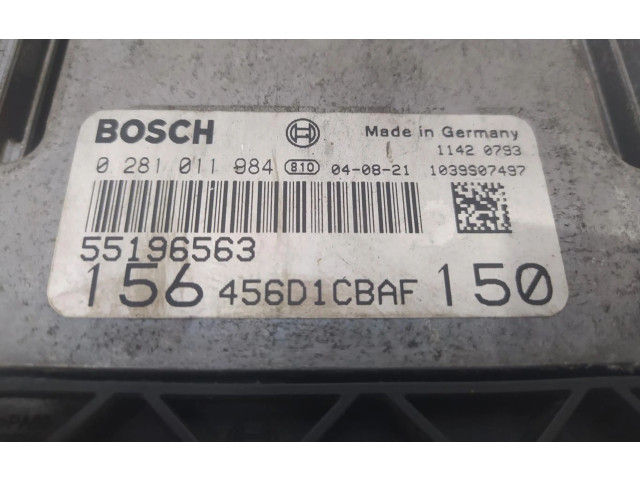 BOSCH Made in Germany
1142 0793
0 281 011 984 810 04-08-21 1039S07497
55196563
156 456D1CBAF 150